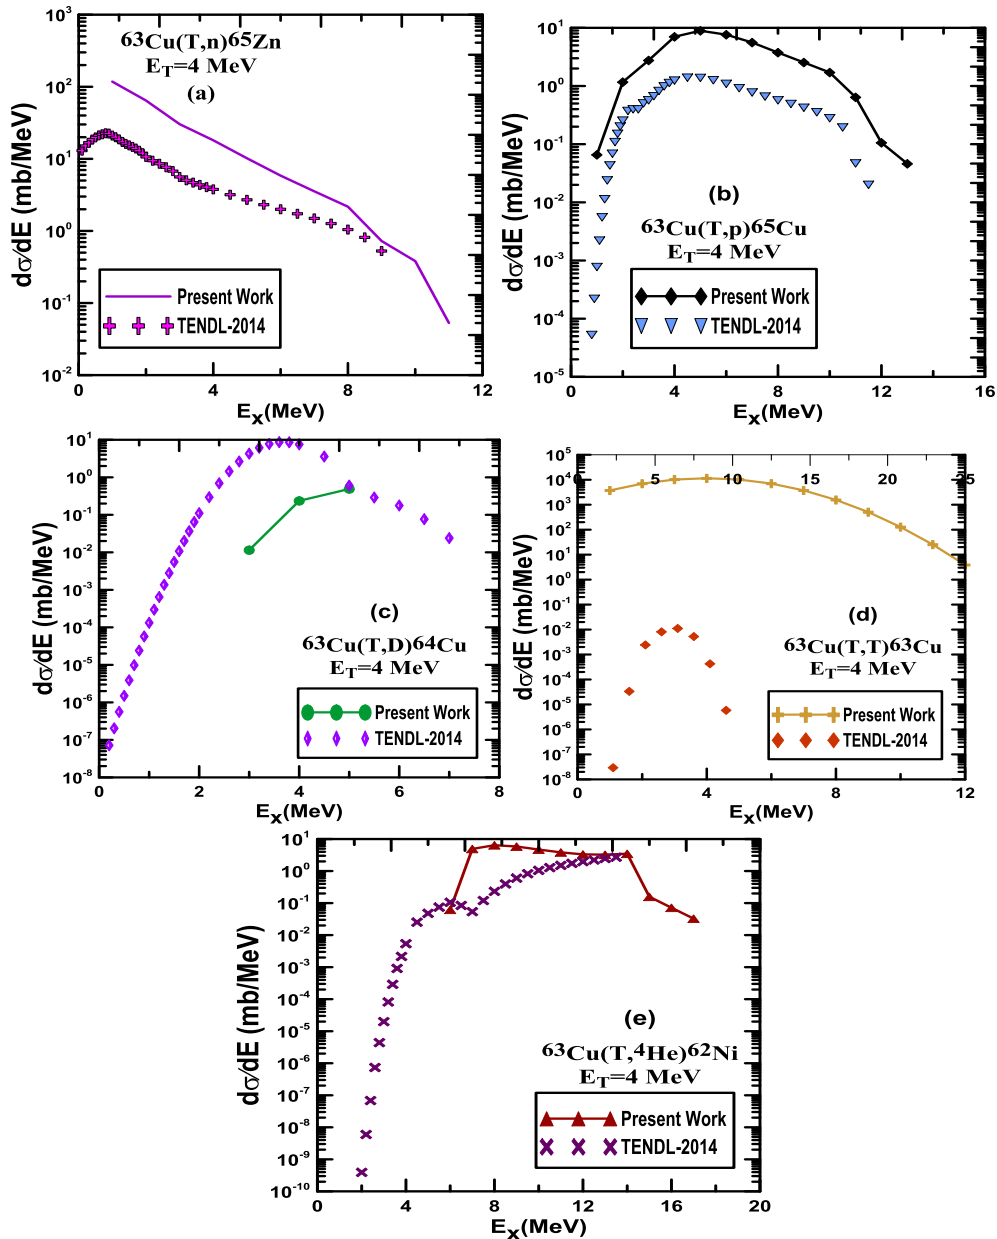 10³
10²
10¹
10⁰
10⁻¹
10⁻²
dσ/dE (mb/MeV)
⁶³Cu(T,n)⁶⁵Zn
E_T=4 MeV
(a)
Present Work
TENDL-2014
0 4 8 12
E_X(MeV)
10²
10¹
10⁰
10⁻¹
10⁻²
10⁻³
10⁻⁴
10⁻⁵
dσ/dE (mb/MeV)
(b)
⁶³Cu(T,p)⁶⁵Cu
E_T=4 MeV
Present Work
TENDL-2014
0 4 8 12 16
E_X(MeV)
10¹
10⁰
10⁻¹
10⁻²
10⁻³
10⁻⁴
10⁻⁵
10⁻⁶
10⁻⁷
10⁻⁸
dσ/dE (mb/MeV)
(c)
⁶³Cu(T,D)⁶⁴Cu
E_T=4 MeV
Present Work
TENDL-2014
0 2 4 6 8
E_X(MeV)
0 5 10 15 20 25
10⁵
10⁴
10³
10²
10¹
10⁰
10⁻¹
10⁻²
10⁻³
10⁻⁴
10⁻⁵
10⁻⁶
10⁻⁷
10⁻⁸
dσ/dE (mb/MeV)
(d)
⁶³Cu(T,T)⁶³Cu
E_T=4 MeV
Present Work
TENDL-2014
0 4 8 12
E_X(MeV)
10¹
10⁰
10⁻¹
10⁻²
10⁻³
10⁻⁴
10⁻⁵
10⁻⁶
10⁻⁷
10⁻⁸
10⁻⁹
10⁻¹⁰
dσ/dE (mb/MeV)
(e)
⁶³Cu(T,⁴He)⁶²Ni
E_T=4 MeV
Present Work
TENDL-2014
0 4 8 12 16 20
E_X(MeV)